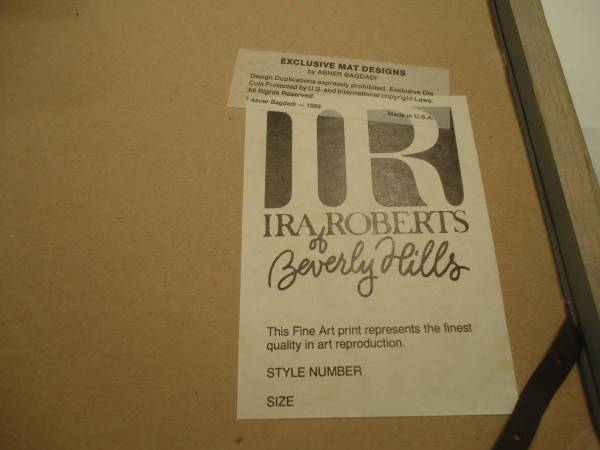 EXCLUSIVE MAT DESIGNS
by ABNER BAGDADI
Design Duplications expressly prohibited. Exclusive Die
Cuts Protected by U.S. and International copyright Laws.
All Rights Reserved.
© Abner Bagdadi — 1989
Made in U.S.A.
IR
IRA ROBERTS
of
Beverly Hills
This Fine Art print represents the finest
quality in art reproduction.
STYLE NUMBER
SIZE